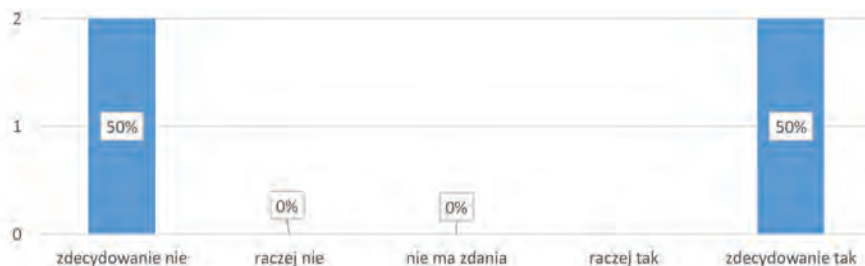 2
1
0
50%
0%
0%
50%
zdecydowanie nie
raczej nie
nie ma zdania
raczej tak
zdecydowanie tak